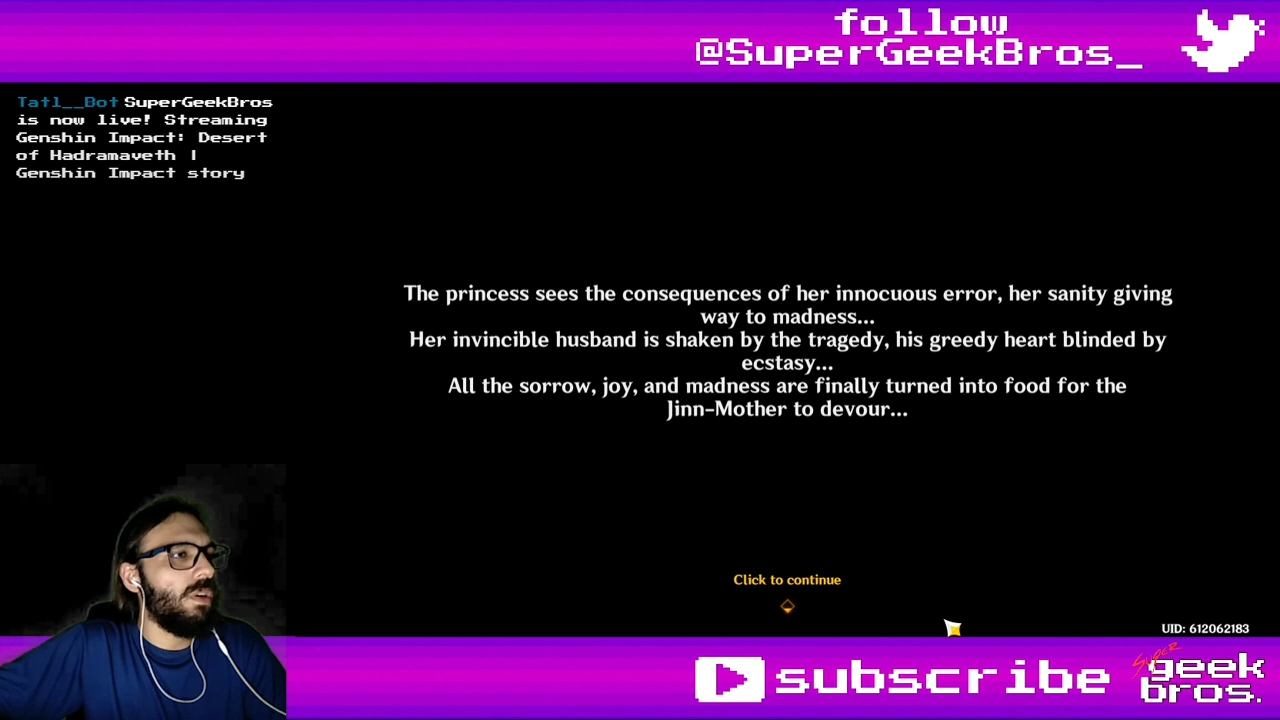 follow
@SuperGeekBros_
Tatl__Bot SuperGeekBros
is now live! Streaming
Genshin Impact: Desert
of Hadramaveth |
Genshin Impact story
The princess sees the consequences of her innocuous error, her sanity giving
way to madness...
Her invincible husband is shaken by the tragedy, his greedy heart blinded by
ecstasy...
All the sorrow, joy, and madness are finally turned into food for the
Jinn-Mother to devour...
Click to continue
UID: 612062183
subscribe
super
geek
bros.